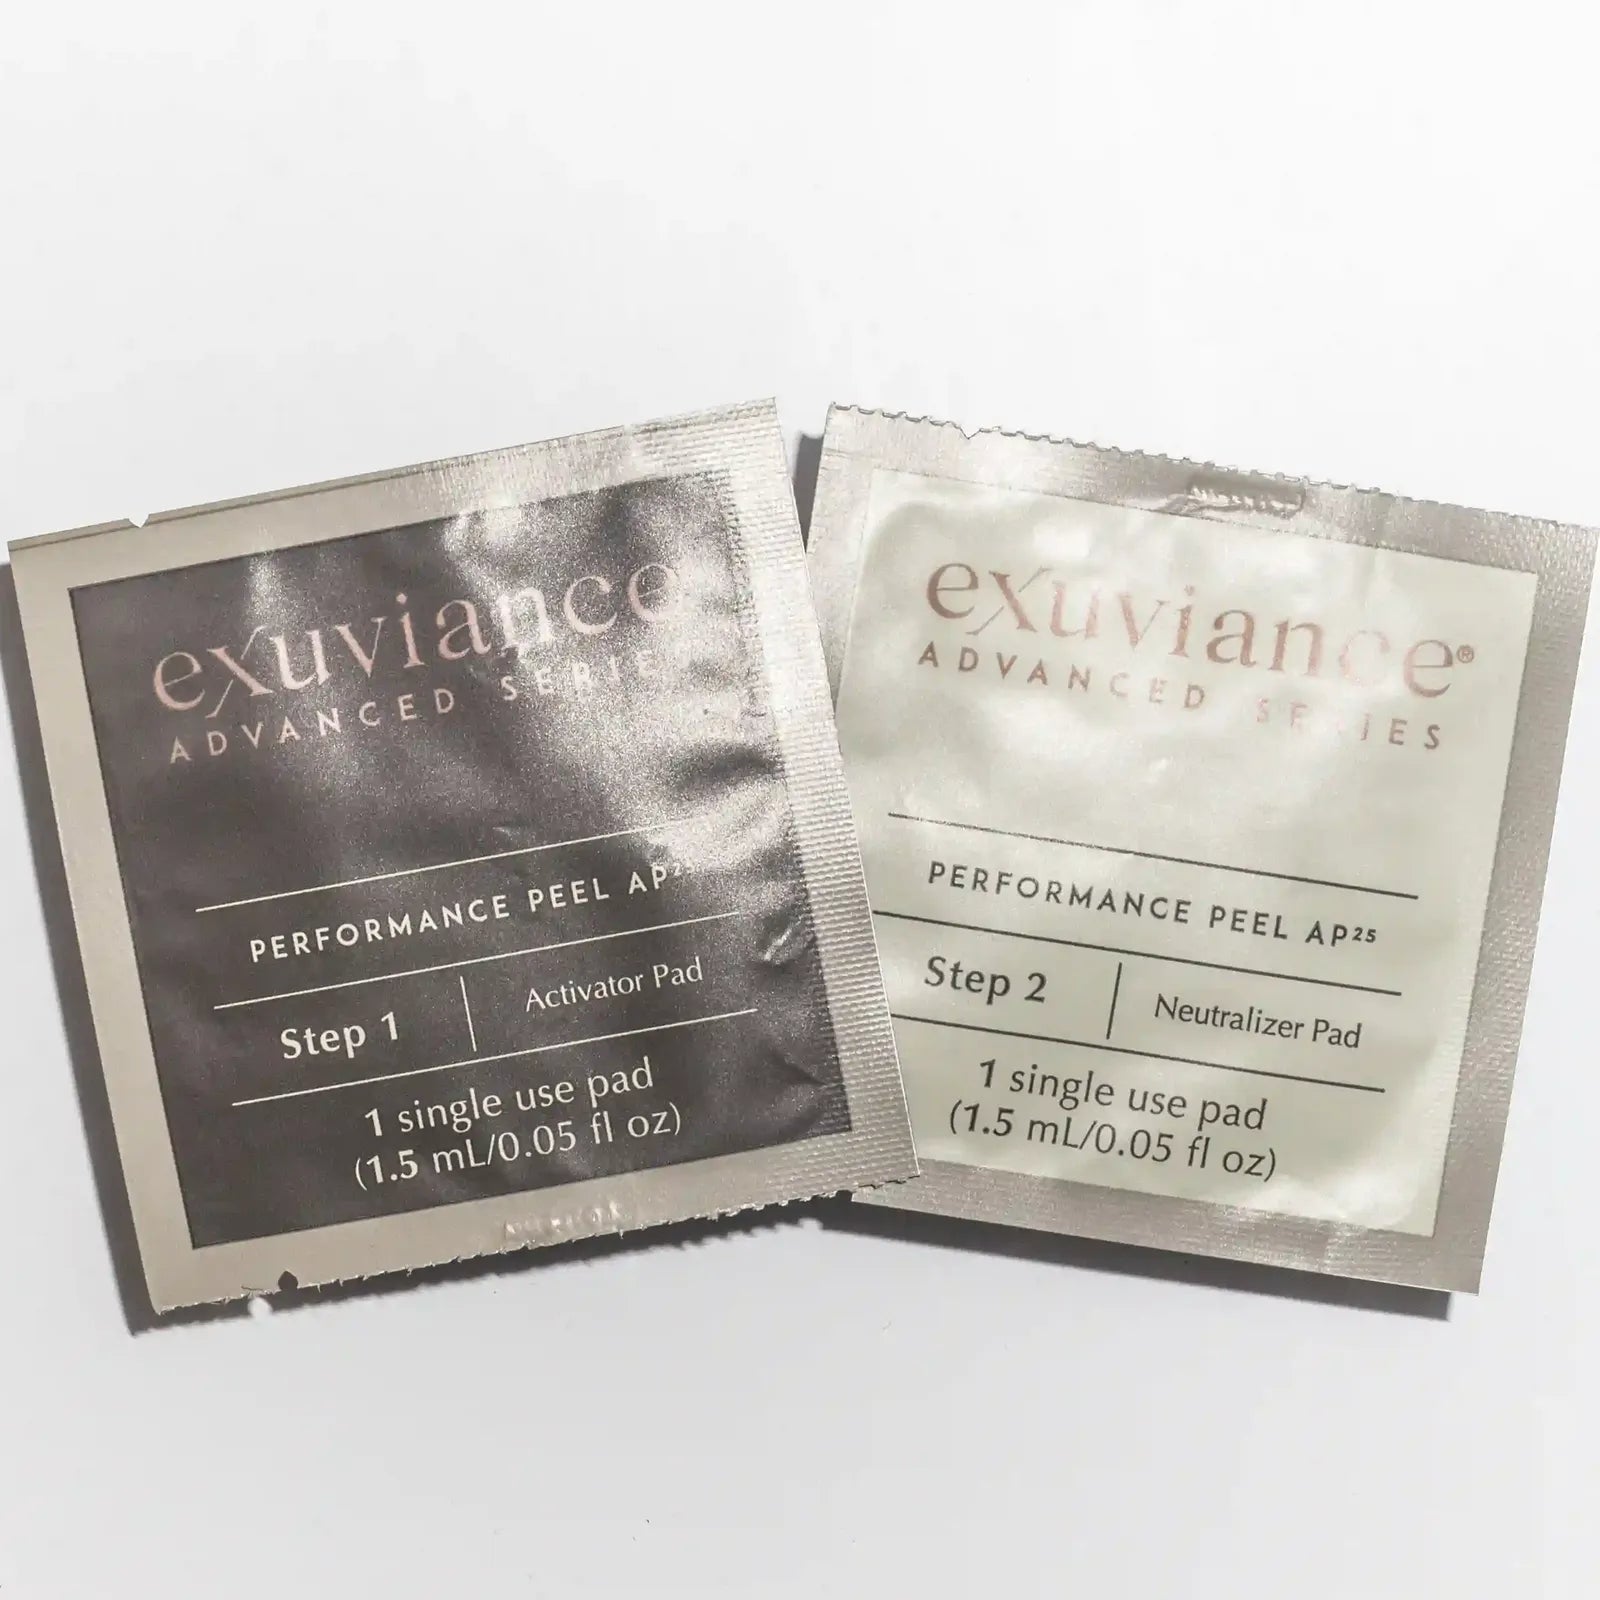 exuviance
ADVANCED SERIES
PERFORMANCE PEEL AP²⁵
Step 1
Activator Pad
1 single use pad
(1.5 mL/0.05 fl oz)
exuviance®
ADVANCED SERIES
PERFORMANCE PEEL AP²⁵
Step 2
Neutralizer Pad
1 single use pad
(1.5 mL/0.05 fl oz)